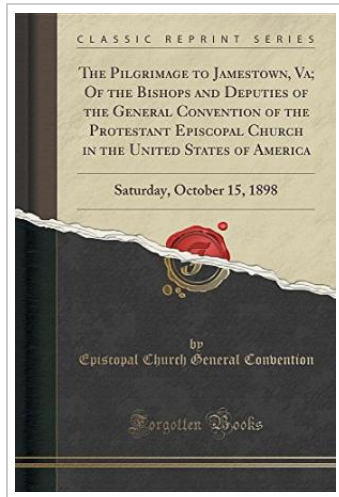 CLASSIC REPRINT SERIES
THE PILGRIMAGE TO JAMESTOWN, VA;
OF THE BISHOPS AND DEPUTIES OF
THE GENERAL CONVENTION OF THE
PROTESTANT EPISCOPAL CHURCH
IN THE UNITED STATES OF AMERICA
Saturday, October 15, 1898
by
Episcopal Church General Convention
Forgotten Books